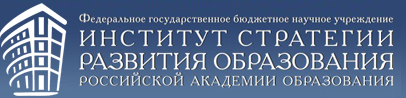 Федеральное государственное бюджетное научное учреждение
ИНСТИТУТ СТРАТЕГИИ
РАЗВИТИЯ ОБРАЗОВАНИЯ
РОССИЙСКОЙ АКАДЕМИИ ОБРАЗОВАНИЯ